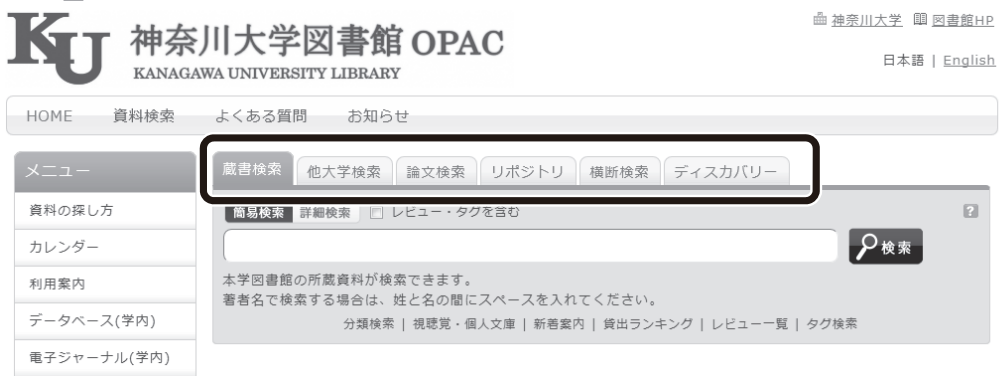 神奈川大学 図書館HP
KU 神奈川大学図書館 OPAC
KANAGAWA UNIVERSITY LIBRARY
日本語 | English
HOME 資料検索 よくある質問 お知らせ
メニュー
資料の探し方
カレンダー
利用案内
データベース(学内)
電子ジャーナル(学内)
蔵書検索 他大学検索 論文検索 リポジトリ 横断検索 ディスカバリー
簡易検索 詳細検索 レビュー・タグを含む ?
検索
本学図書館の所蔵資料が検索できます。
著者名で検索する場合は、姓と名の間にスペースを入れてください。
分類検索 | 視聴覚・個人文庫 | 新着案内 | 貸出ランキング | レビュー一覧 | タグ検索